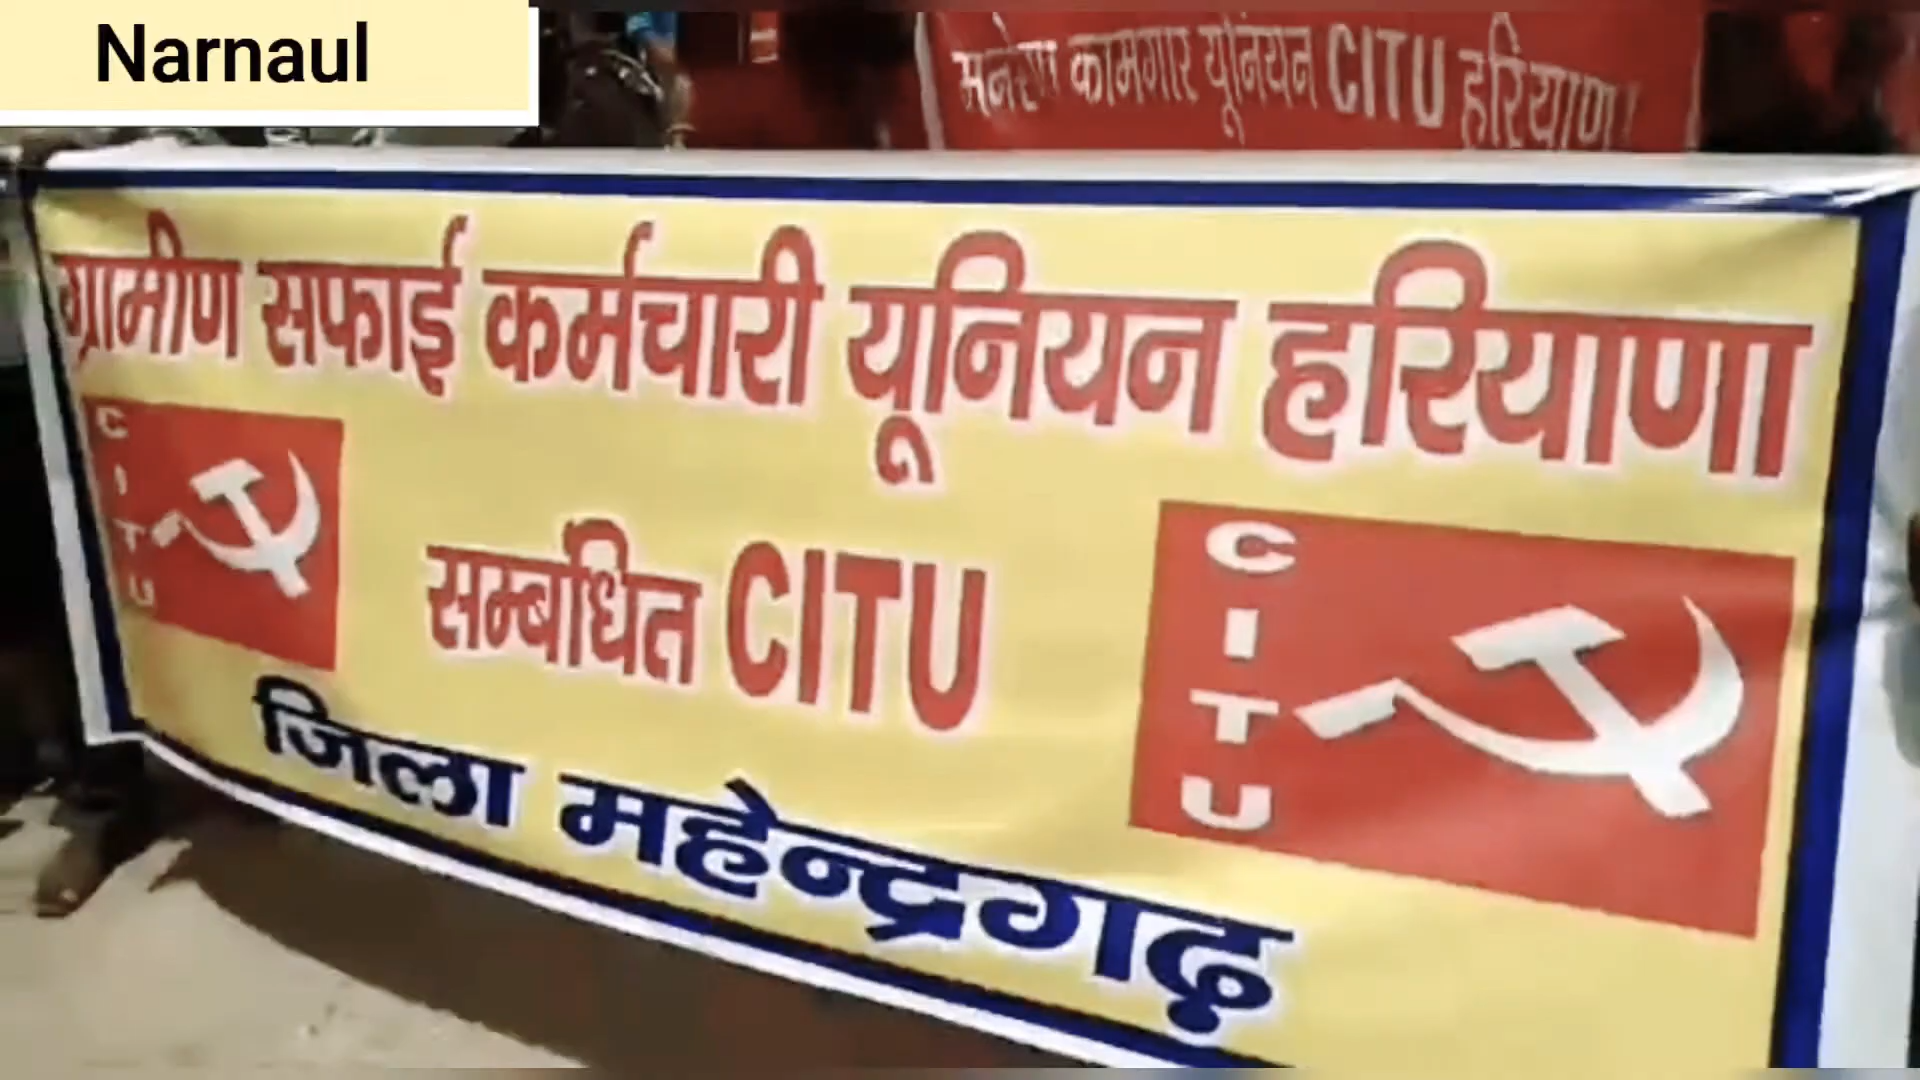 Narnaul
मनरेगा कामगार यूनियन CITU हरियाणा
ग्रामीण सफाई कर्मचारी यूनियन हरियाणा
CITU
सम्बधित CITU
CITU
जिला महेन्द्रगढ़